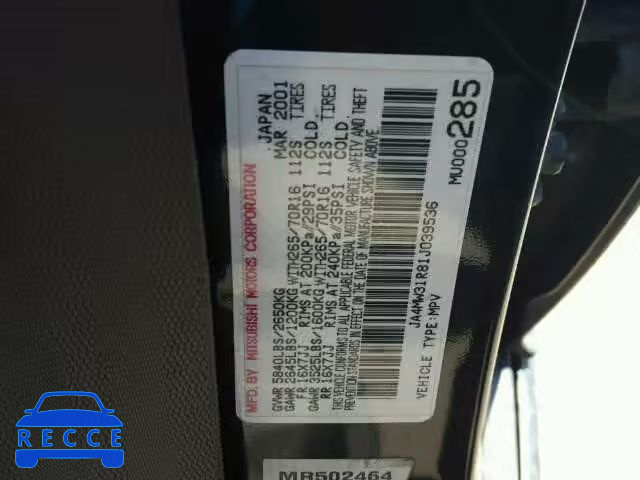 MFD. BY MITSUBISHI MOTORS CORPORATION JAPAN
GVWR 5840LBS/2650KG MAR 2001
GAWR 2645LBS/1200KG WITH265/70R16 112S TIRES
FR 16X7JJ RIMS AT 200KPa/29PSI COLD.
GAWR 3525LBS/1600KG WITH265/70R16 112S TIRES
RR 16X7JJ RIMS AT 240KPa/35PSI COLD.
THIS VEHICLE CONFORMS TO ALL APPLICABLE FEDERAL MOTOR VEHICLE SAFETY AND THEFT
PREVENTION STANDARDS IN EFFECT ON THE DATE OF MANUFACTURE SHOWN ABOVE.
JA4MW31R81J039536
VEHICLE TYPE:MPV
MU000285
MR502464
RECCE